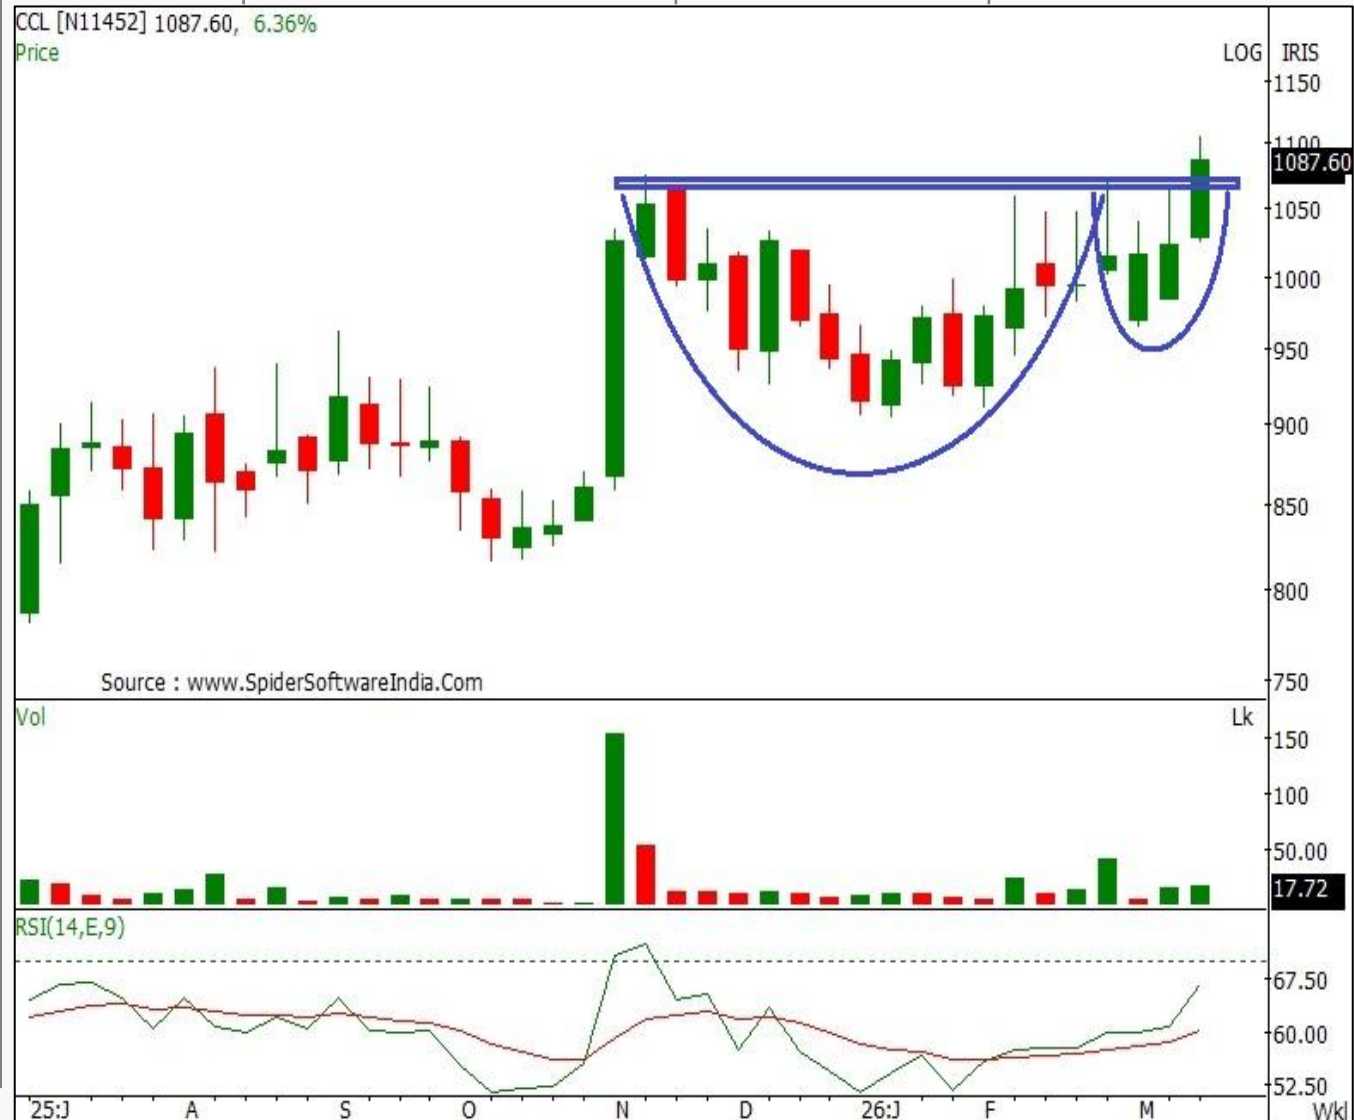 CCL [N11452] 1087.60, 6.36%
Price
LOG IRIS
1150
1100
1087.60
1050
1000
950
900
850
800
750
Source : www.SpiderSoftwareIndia.Com
Vol
Lk
150
100
50.00
17.72
RSI(14,E,9)
67.50
60.00
52.50
25:J A S O N D 26:J F M Wkl